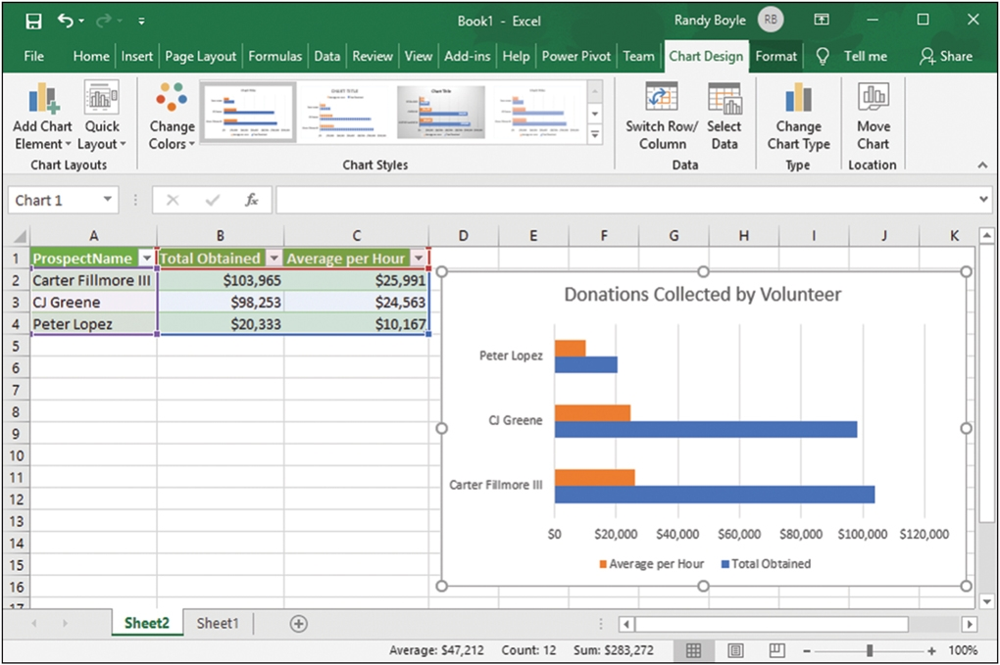 Book1 - Excel
Randy Boyle RB
File Home Insert Page Layout Formulas Data Review View Add-ins Help Power Pivot Team Chart Design Format Tell me Share
Add Chart Element
Quick Layout
Change Colors
Switch Row/ Column
Select Data
Change Chart Type
Move Chart
Chart Layouts
Chart Styles
Data
Type
Location
Chart 1
fx
A B C D E F G H I J K
1 ProspectName Total Obtained Average per Hour
2 Carter Fillmore III $103,965 $25,991
3 CJ Greene $98,253 $24,563
4 Peter Lopez $20,333 $10,167
5
6
7
8
9
10
11
12
13
14
15
16
17
Donations Collected by Volunteer
Peter Lopez
CJ Greene
Carter Fillmore III
$0 $20,000 $40,000 $60,000 $80,000 $100,000 $120,000
Average per Hour Total Obtained
Sheet2 Sheet1
Average: $47,212 Count: 12 Sum: $283,272 100%